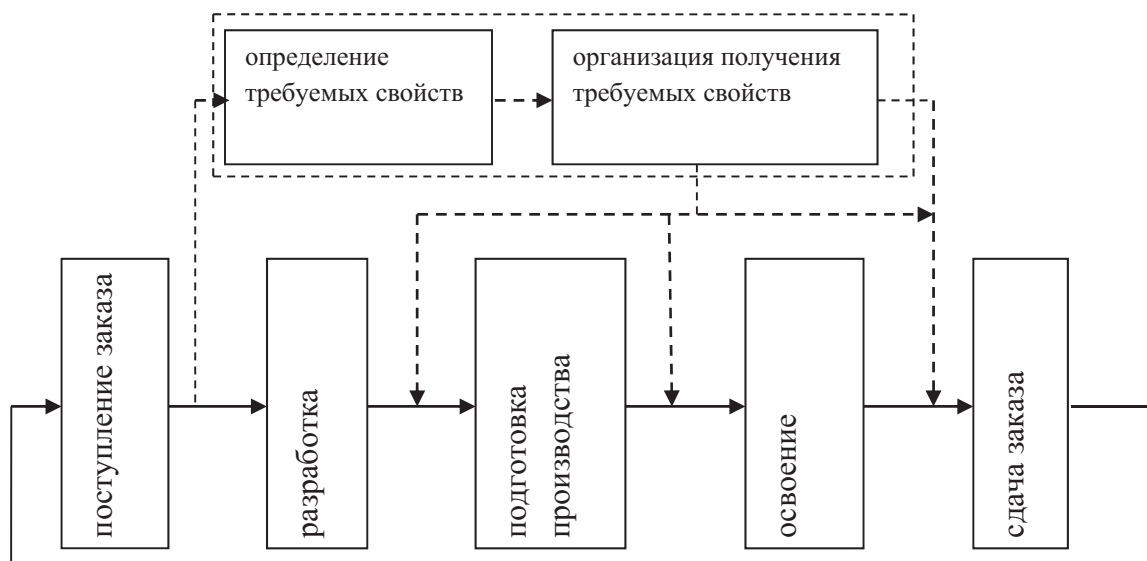 определение
требуемых свойств
организация получения
требуемых свойств
поступление заказа
разработка
подготовка
производства
освоение
сдача заказа